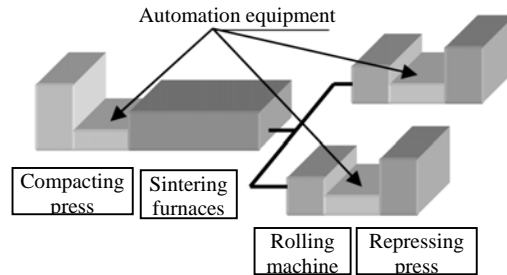 Automation equipment
Compacting
press
Sintering
furnaces
Rolling
machine
Repressing
press